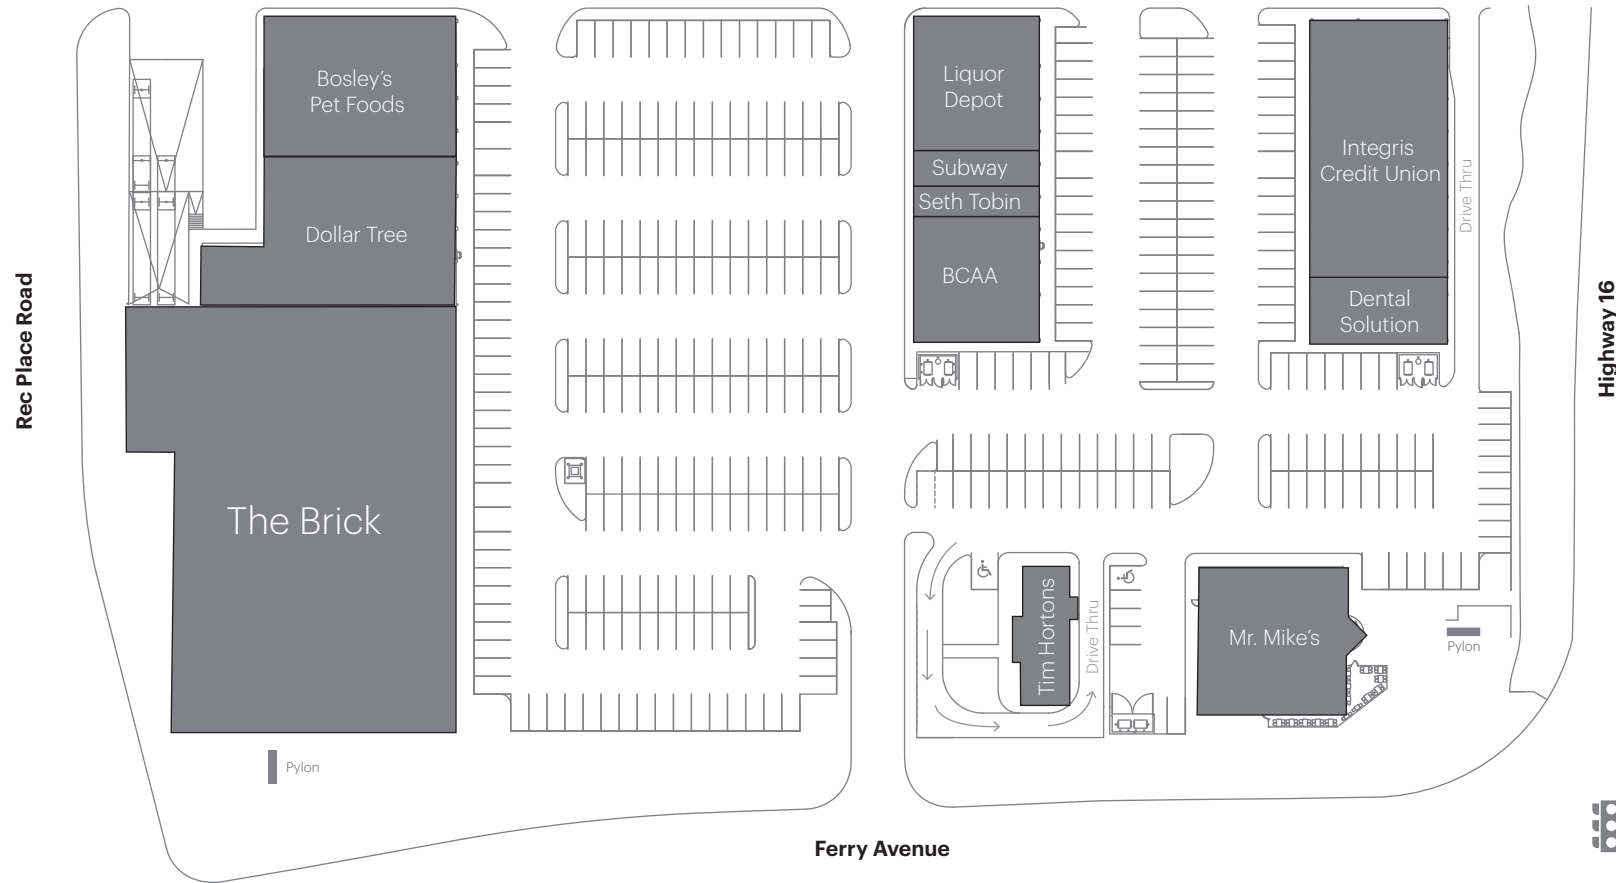 Bosley's
Pet Foods
Dollar Tree
The Brick
Liquor
Depot
Subway
Seth Tobin
BCAA
Integris
Credit Union
Dental
Solution
Drive Thru
Tim Hortons
Drive Thru
Mr. Mike's
Pylon
Pylon
Rec Place Road
Highway 16
Ferry Avenue